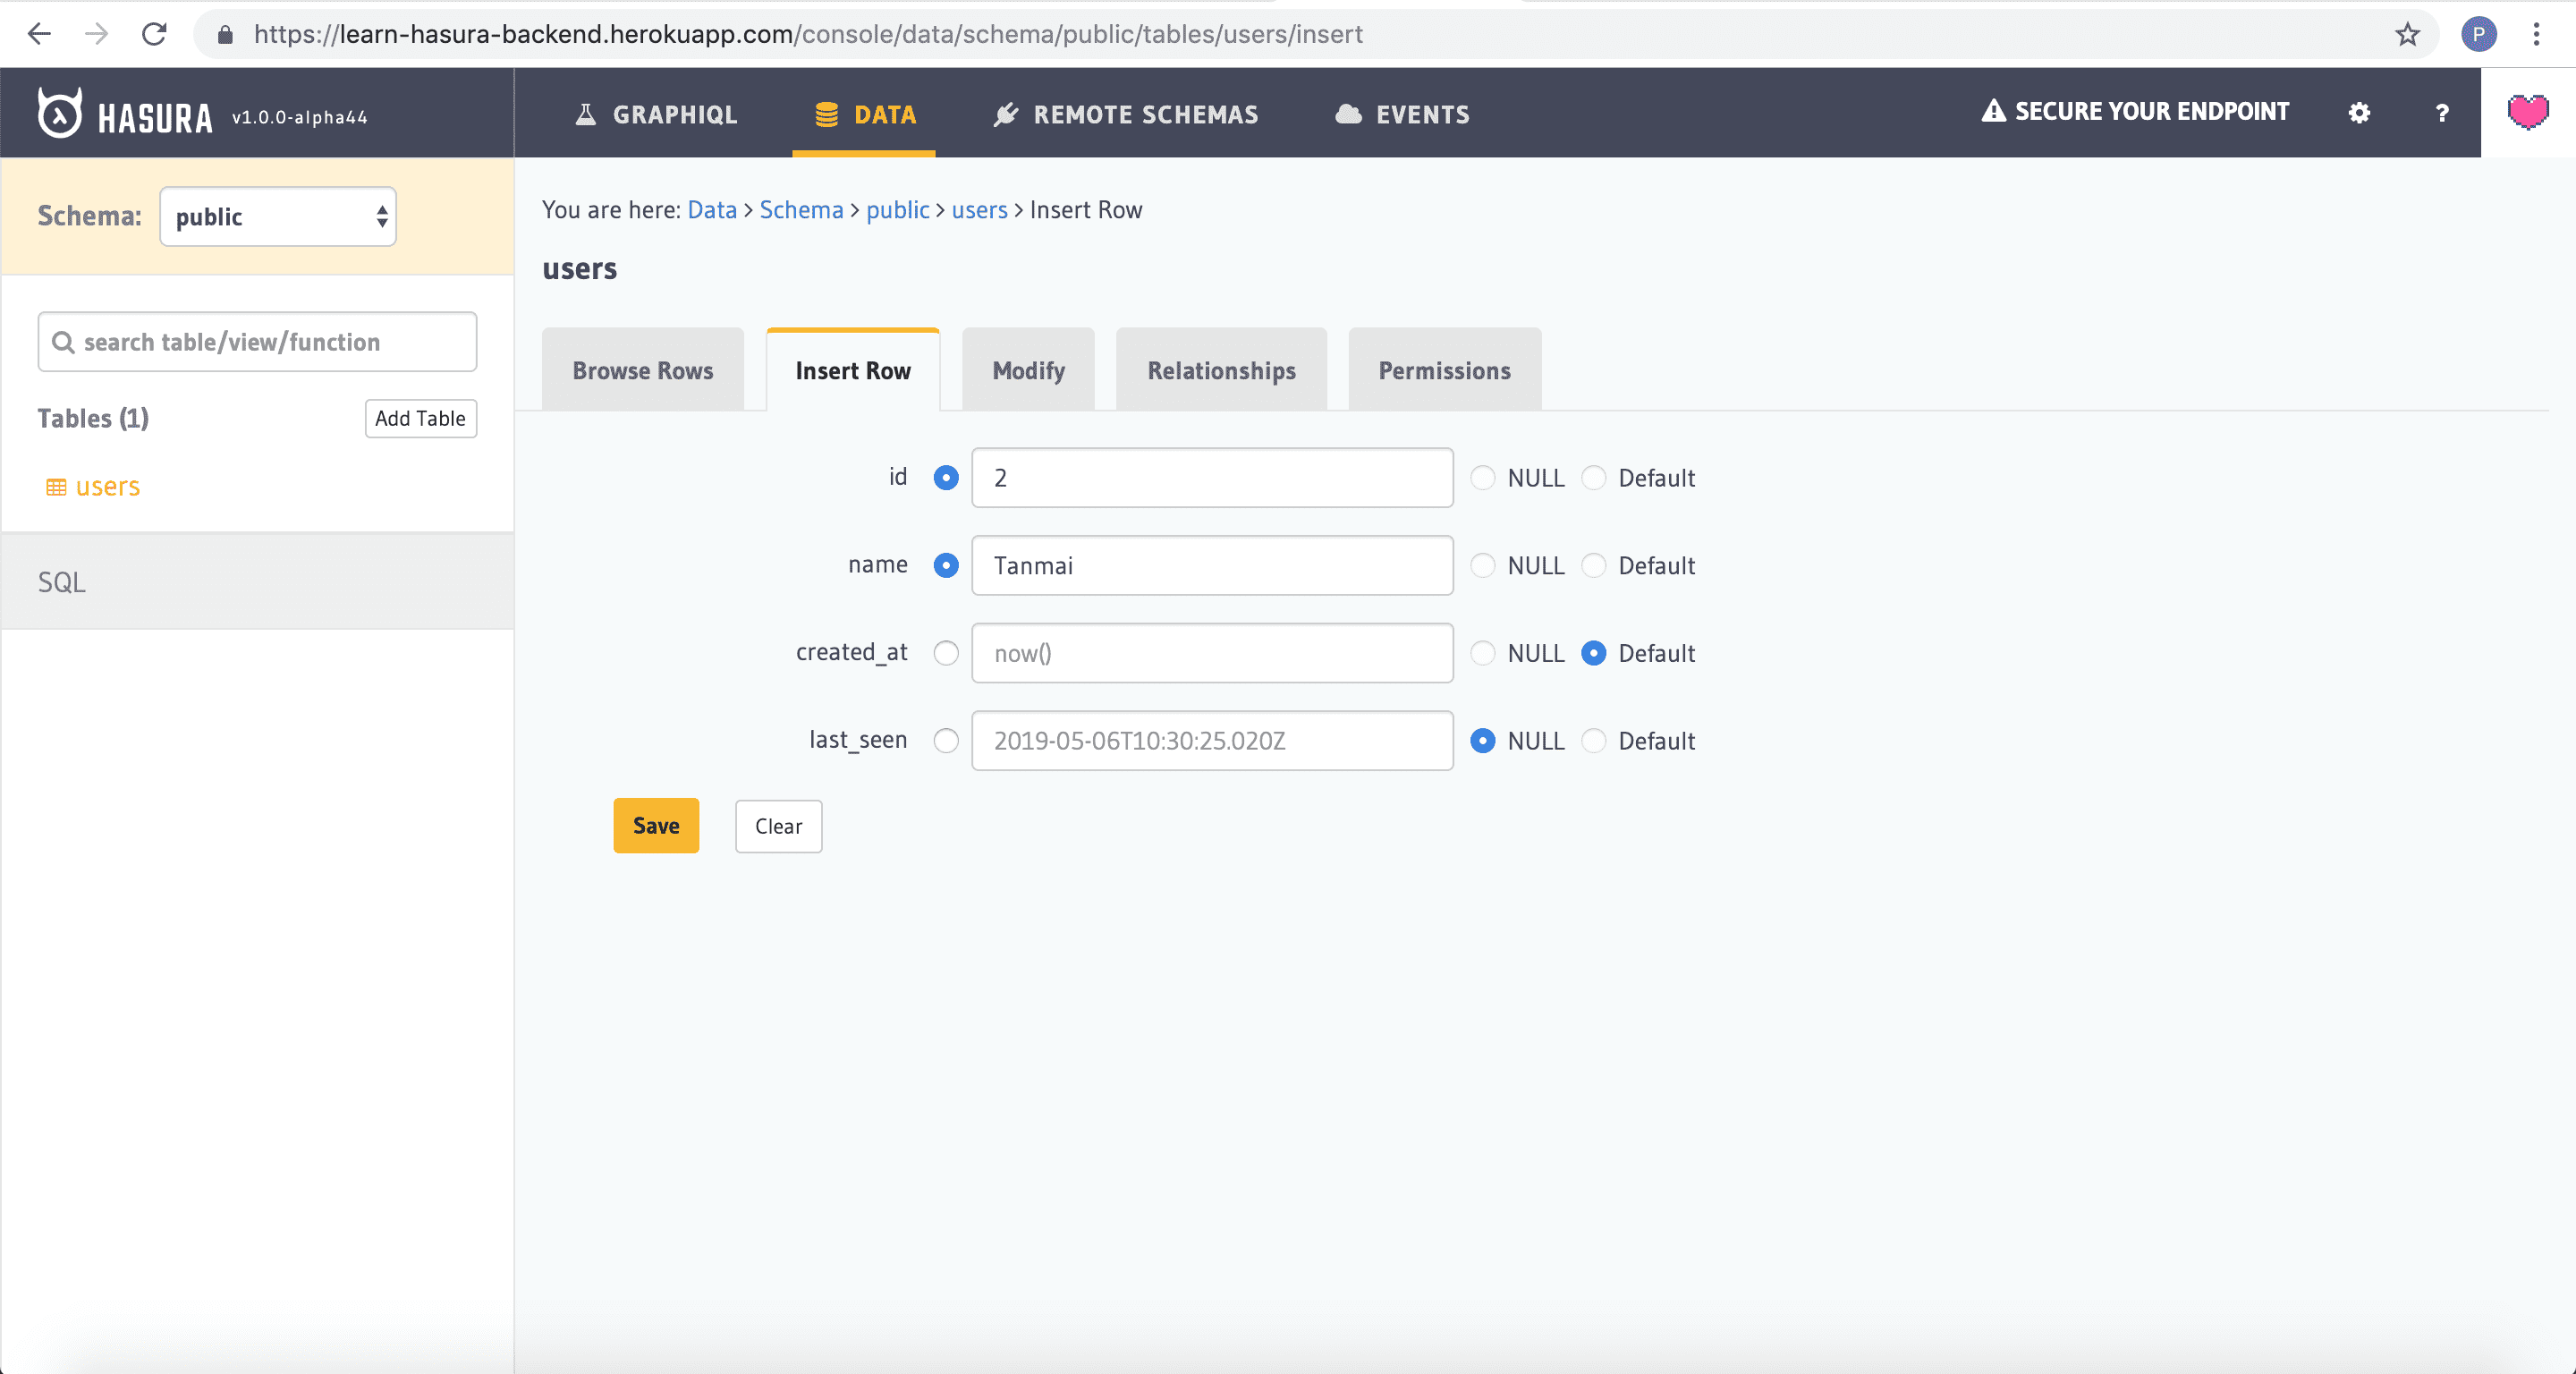 https://learn-hasura-backend.herokuapp.com/console/data/schema/public/tables/users/insert
P
HASURA v1.0.0-alpha44
GRAPHIQL
DATA
REMOTE SCHEMAS
EVENTS
SECURE YOUR ENDPOINT
?
Schema: public
You are here: Data > Schema > public > users > Insert Row
users
search table/view/function
Browse Rows
Insert Row
Modify
Relationships
Permissions
Tables (1)
Add Table
users
SQL
id 2 NULL Default
name Tanmai NULL Default
created_at now() NULL Default
last_seen 2019-05-06T10:30:25.020Z NULL Default
Save
Clear